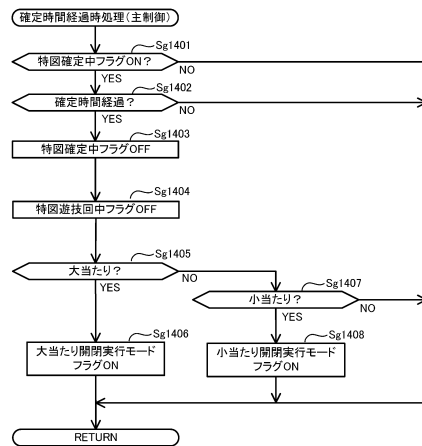 確定時間経過時処理(主制御)
Sg1401
特図確定中フラグON?
NO
YES
Sg1402
確定時間経過?
NO
YES
Sg1403
特図確定中フラグOFF
Sg1404
特図遊技回中フラグOFF
Sg1405
大当たり?
NO
YES
Sg1407
小当たり?
NO
YES
Sg1406
大当たり開閉実行モード
フラグON
Sg1408
小当たり開閉実行モード
フラグON
RETURN